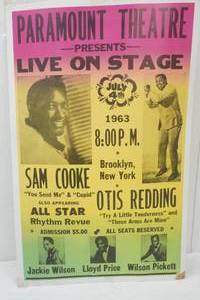 PARAMOUNT THEATRE
PRESENTS
LIVE ON STAGE
JULY
4th
1963
8:00 P.M.
Brooklyn,
New York
SAM COOKE
"You Send Me" & "Cupid"
OTIS REDDING
"Try A Little Tenderness" and
"These Arms Are Mine"
ALSO APPEARING
ALL STAR
Rhythm Revue
ADMISSION $5.00
ALL SEATS RESERVED
Jackie Wilson
Lloyd Price
Wilson Pickett